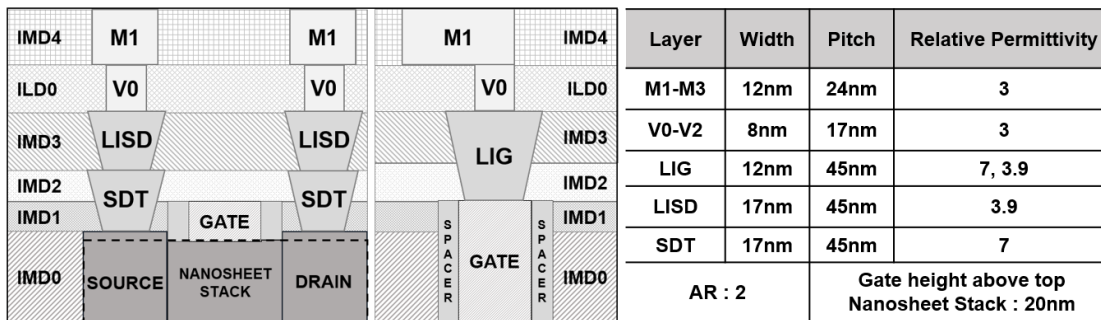 IMD4 M1 M1 M1 IMD4
ILD0 V0 V0 V0 ILD0
IMD3 LISD LISD LIG IMD3
IMD2 SDT SDT IMD2
IMD1 GATE IMD1
IMD0 SOURCE NANOSHEET STACK DRAIN SPACER GATE SPACER IMD0
Layer Width Pitch Relative Permittivity
M1-M3 12nm 24nm 3
V0-V2 8nm 17nm 3
LIG 12nm 45nm 7, 3.9
LISD 17nm 45nm 3.9
SDT 17nm 45nm 7
AR : 2
Gate height above top
Nanosheet Stack : 20nm